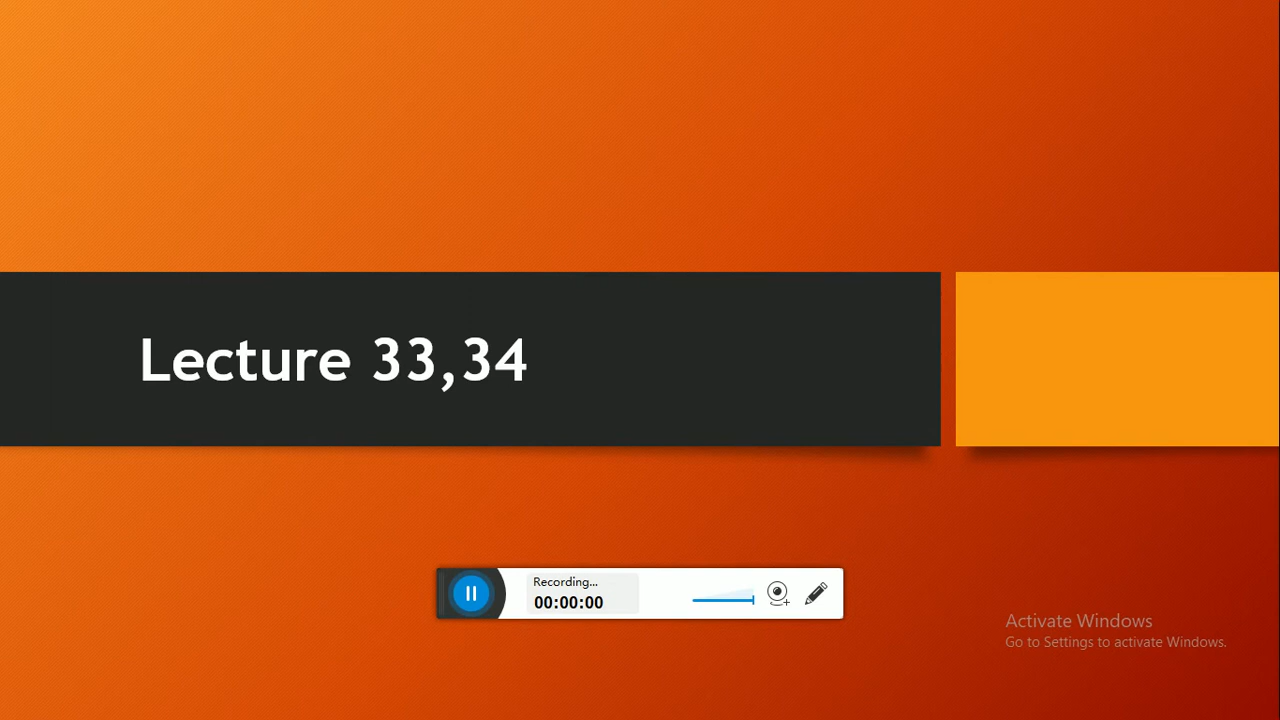 Lecture 33,34
Recording...
00:00:00
Activate Windows
Go to Settings to activate Windows.